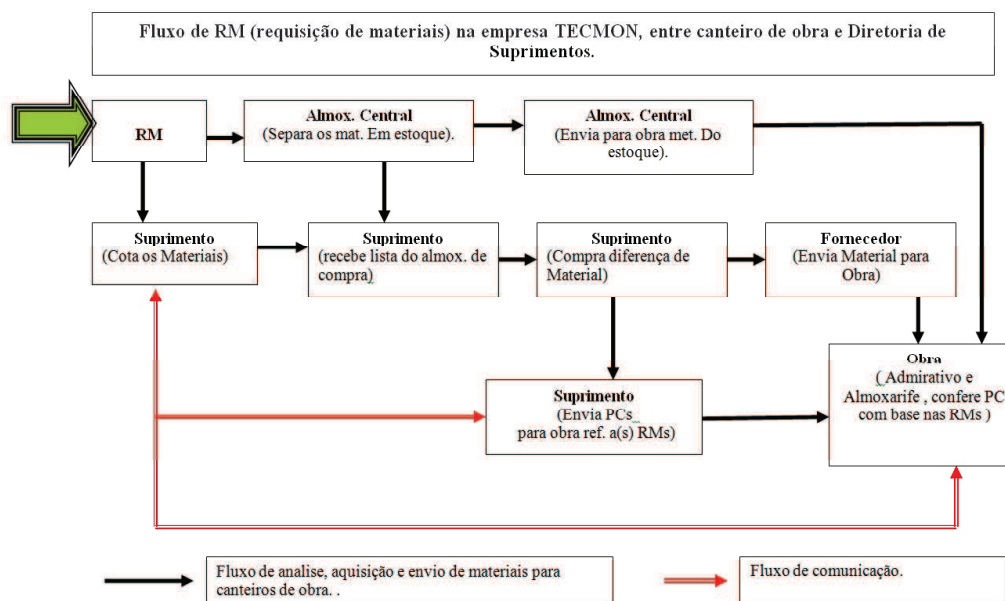 Fluxo de RM (requisição de materiais) na empresa TECMON, entre canteiro de obra e Diretoria de
Suprimentos.
RM
Almox. Central
(Separa os mat. Em estoque).
Almox. Central
(Envia para obra met. Do
estoque).
Suprimento
(Cota os Materiais)
Suprimento
(recebe lista do almox. de
compra)
Suprimento
(Compra diferença de
Material)
Fornecedor
(Envia Material para
Obra)
Suprimento
(Envia PCs
para obra ref. a(s) RMs)
Obra
( Admirativo e
Almoxarife , confere PC
com base nas RMs )
Fluxo de analise, aquisição e envio de materiais para
canteiros de obra. .
Fluxo de comunicação.